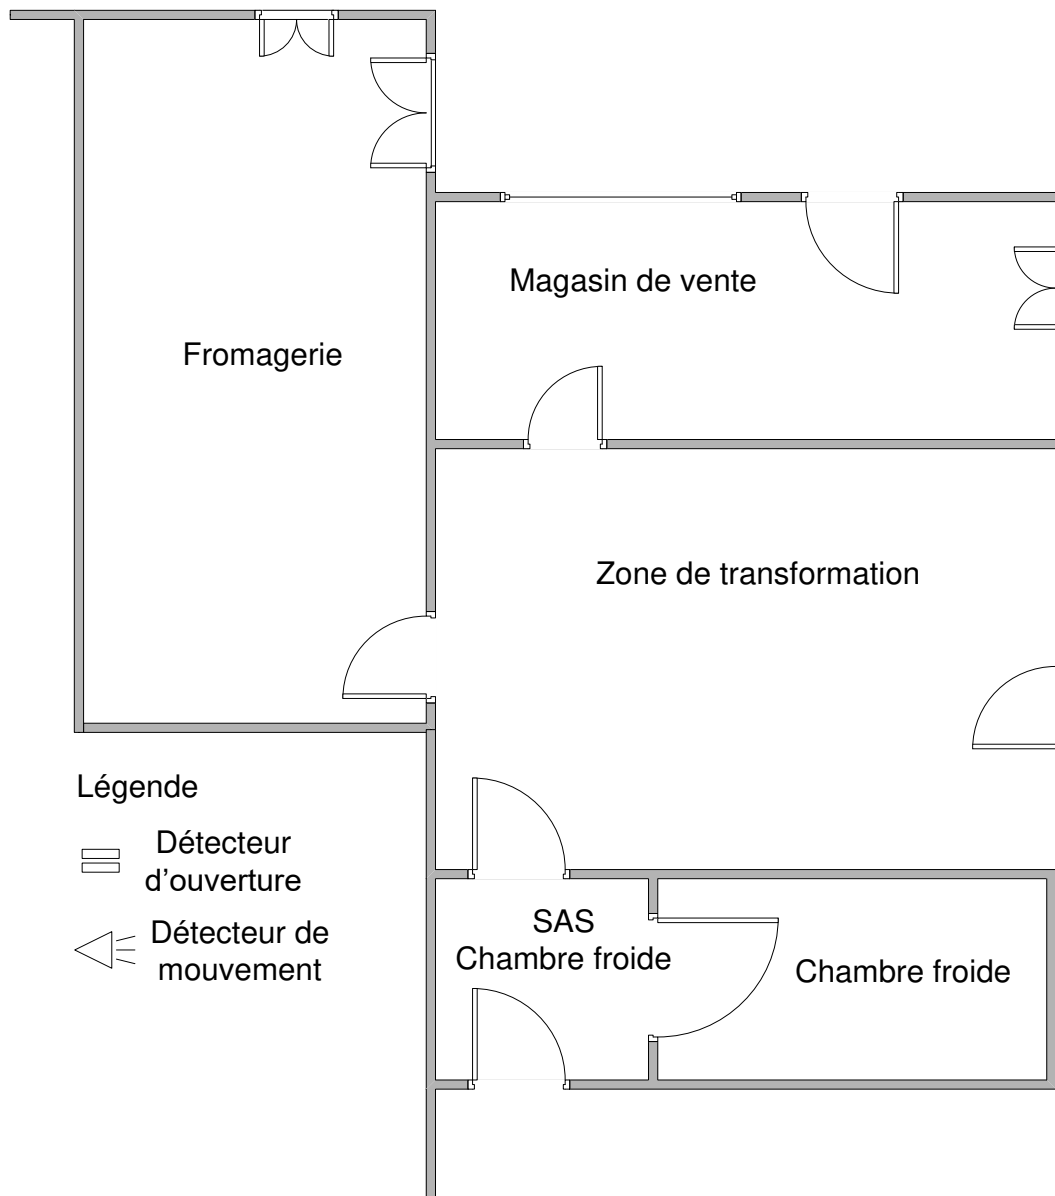 Magasin de vente
Fromagerie
Zone de transformation
Légende
Détecteur
d'ouverture
Détecteur de
mouvement
SAS
Chambre froide
Chambre froide